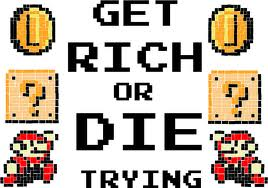 GET
RICH
? OR ?
DIE
TRYING